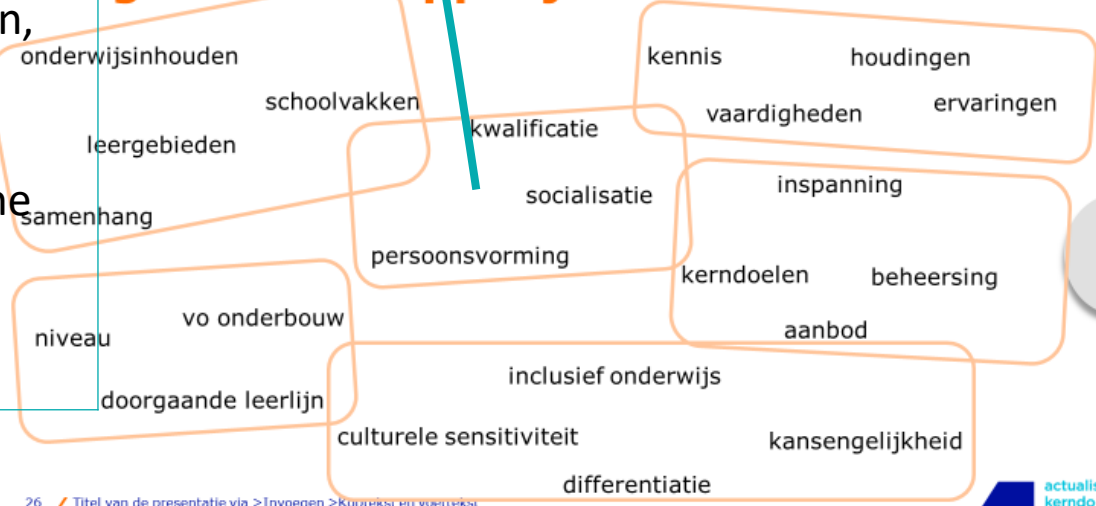 n,
onderwijsinhouden
schoolvakken
leergebieden
ne
samenhang
kennis
houdingen
vaardigheden
ervaringen
kwalificatie
socialisatie
persoonsvorming
inspanning
kerndoelen
beheersing
aanbod
niveau
vo onderbouw
doorgaande leerlijn
inclusief onderwijs
culturele sensitiviteit
kansengelijkheid
differentiatie
26 / Titel van de presentatie via >Invoegen >Koptekst en voettekst
actualis
kerndo